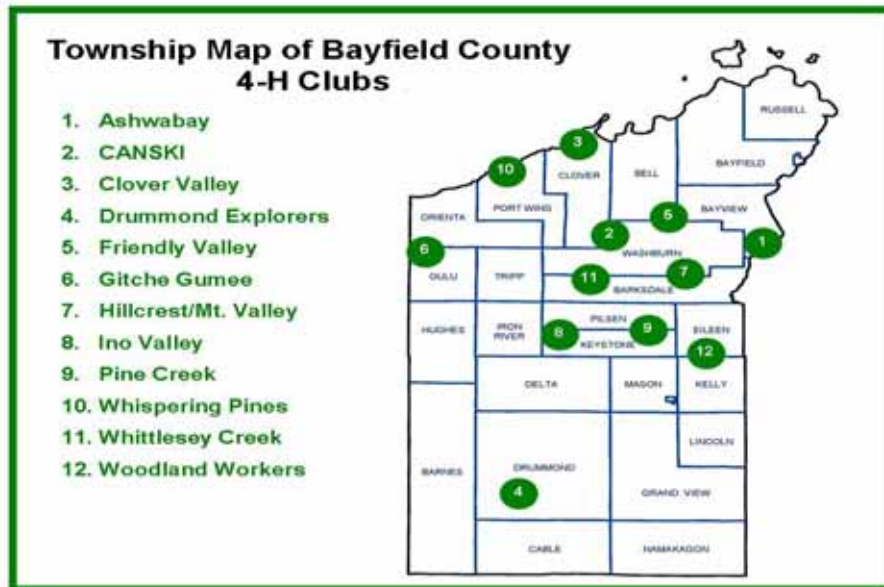 Township Map of Bayfield County
4-H Clubs
1. Ashwabay
2. CANSKI
3. Clover Valley
4. Drummond Explorers
5. Friendly Valley
6. Gitche Gumee
7. Hillcrest/Mt. Valley
8. Ino Valley
9. Pine Creek
10. Whispering Pines
11. Whittlesey Creek
12. Woodland Workers
RUSSELL
3
BAYFIELD
10
CLOVER
BELL
PORT WING
BAYVIEW
ORIENTA
5
2
1
6
WASHBURN
OULU
TRIPP
11
7
BARKSDALE
PILSEN
HUGHES
IRON
RIVER
8
9
EILEEN
KEYSTONE
12
DELTA
MASON
KELLY
LINCOLN
BARNES
DRUMMOND
4
GRAND VIEW
CABLE
NAMAKAGON